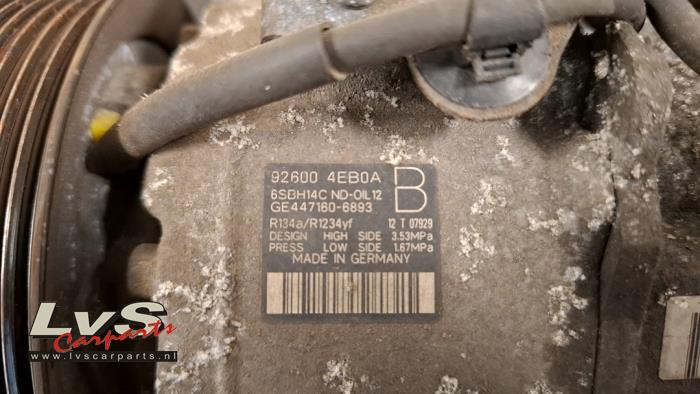 92600 4EB0A
B
6SBH14C ND-OIL12
GE447160-6893
R134a/R1234yf 12 T 07929
DESIGN HIGH SIDE 3.53MPa
PRESS LOW SIDE 1.67MPa
MADE IN GERMANY
LvS
Carparts
www.lvscarparts.nl